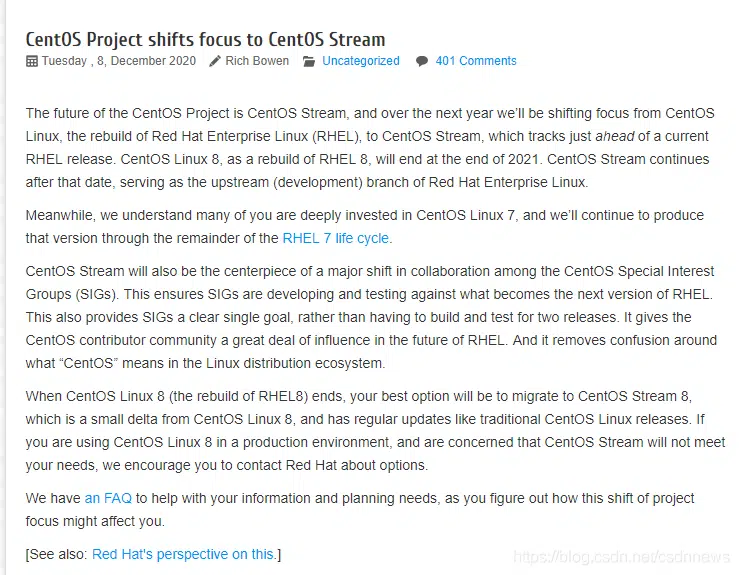 CentOS Project shifts focus to CentOS Stream
Tuesday , 8, December 2020 Rich Bowen Uncategorized 401 Comments
The future of the CentOS Project is CentOS Stream, and over the next year we’ll be shifting focus from CentOS
Linux, the rebuild of Red Hat Enterprise Linux (RHEL), to CentOS Stream, which tracks just ahead of a current
RHEL release. CentOS Linux 8, as a rebuild of RHEL 8, will end at the end of 2021. CentOS Stream continues
after that date, serving as the upstream (development) branch of Red Hat Enterprise Linux.
Meanwhile, we understand many of you are deeply invested in CentOS Linux 7, and we’ll continue to produce
that version through the remainder of the RHEL 7 life cycle.
CentOS Stream will also be the centerpiece of a major shift in collaboration among the CentOS Special Interest
Groups (SIGs). This ensures SIGs are developing and testing against what becomes the next version of RHEL.
This also provides SIGs a clear single goal, rather than having to build and test for two releases. It gives the
CentOS contributor community a great deal of influence in the future of RHEL. And it removes confusion around
what “CentOS” means in the Linux distribution ecosystem.
When CentOS Linux 8 (the rebuild of RHEL8) ends, your best option will be to migrate to CentOS Stream 8,
which is a small delta from CentOS Linux 8, and has regular updates like traditional CentOS Linux releases. If
you are using CentOS Linux 8 in a production environment, and are concerned that CentOS Stream will not meet
your needs, we encourage you to contact Red Hat about options.
We have an FAQ to help with your information and planning needs, as you figure out how this shift of project
focus might affect you.
[See also: Red Hat's perspective on this.]
https://blog.csdn.net/csdnnews